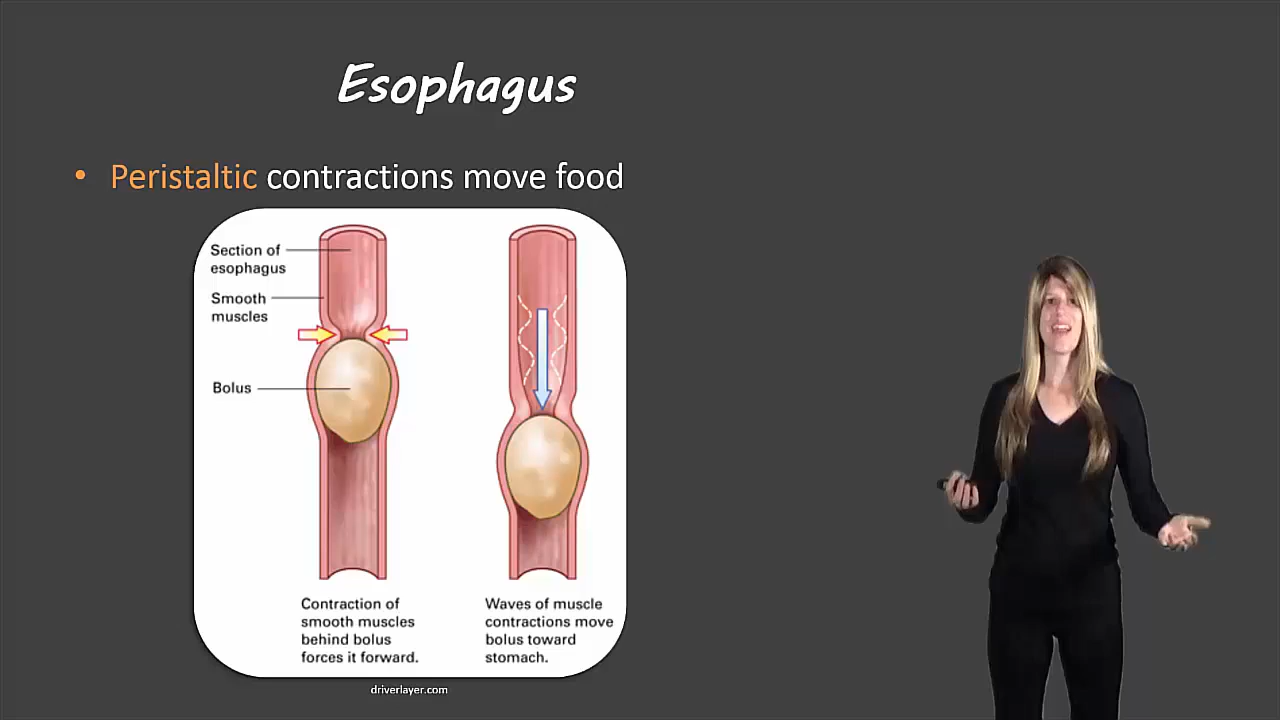 Esophagus
• Peristaltic contractions move food
Section of
esophagus
Smooth
muscles
Bolus
Contraction of
smooth muscles
behind bolus
forces it forward.
Waves of muscle
contractions move
bolus toward
stomach.
driverlayer.com